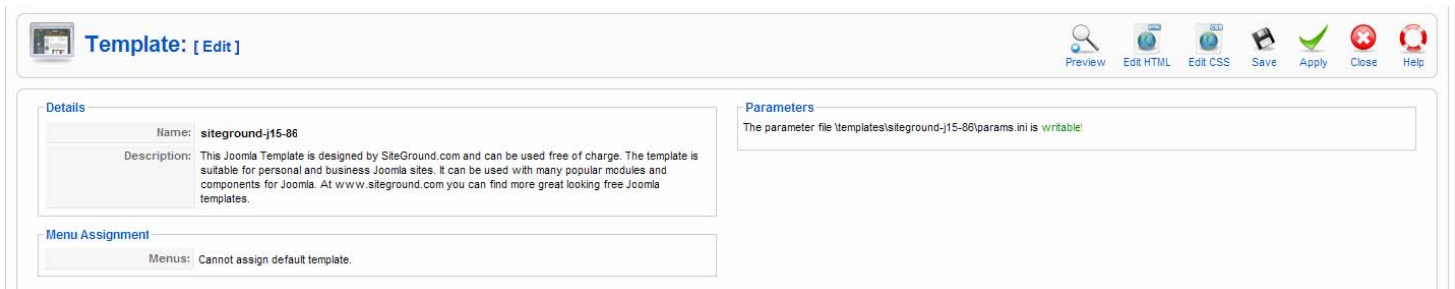 Template: [ Edit ]
Preview Edit HTML Edit CSS Save Apply Close Help
Details
Name: siteground-j15-86
Description: This Joomla Template is designed by SiteGround.com and can be used free of charge. The template is
suitable for personal and business Joomla sites. It can be used with many popular modules and
components for Joomla. At www.siteground.com you can find more great looking free Joomla
templates.
Menu Assignment
Menus: Cannot assign default template.
Parameters
The parameter file \templates\siteground-j15-86\params.ini is writable!